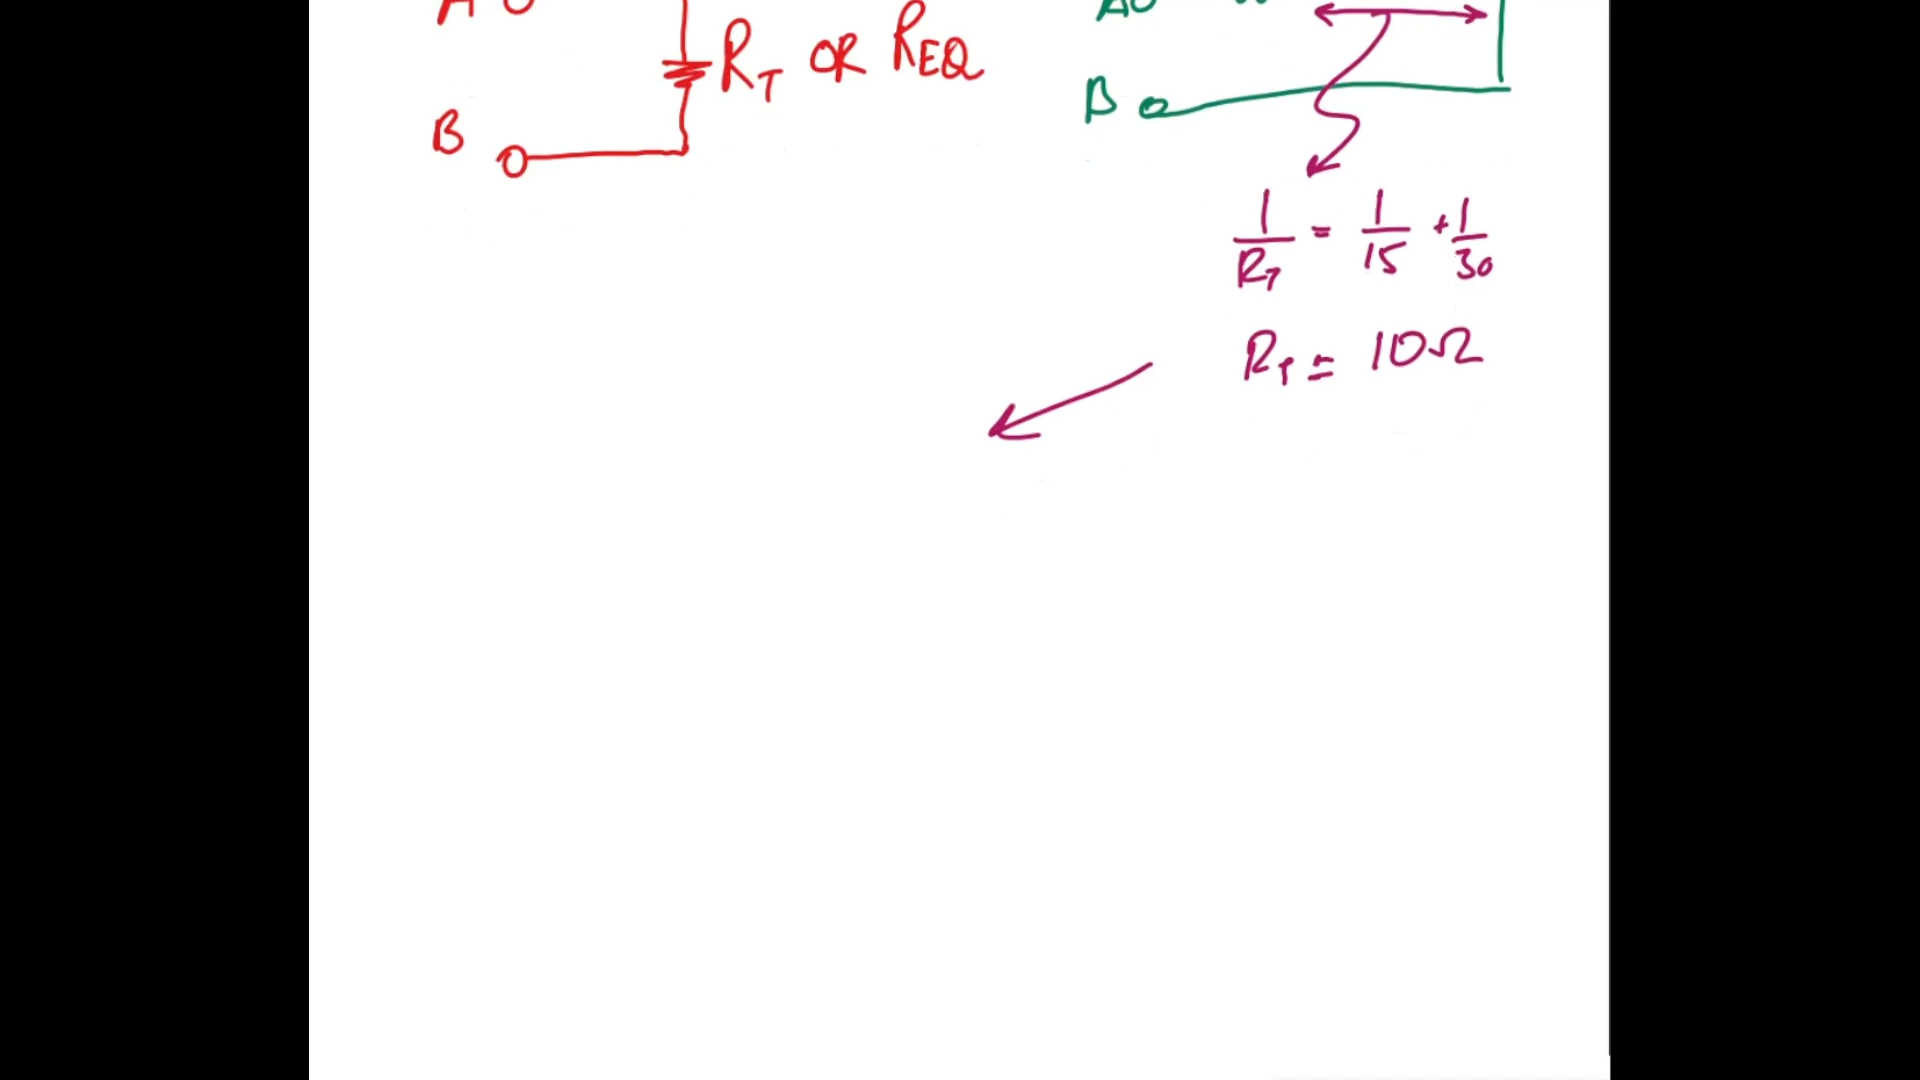 A
R_T OR R_EQ
B
A
B
1/R_T = 1/15 + 1/30
R_T = 10Ω